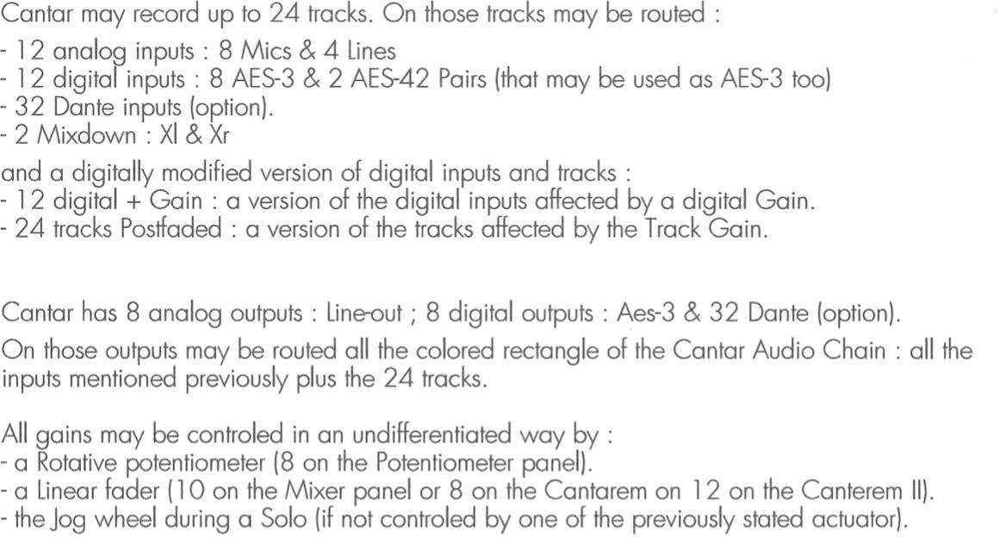 Cantar may record up to 24 tracks. On those tracks may be routed :
- 12 analog inputs : 8 Mics & 4 Lines
- 12 digital inputs : 8 AES-3 & 2 AES-42 Pairs (that may be used as AES-3 too)
- 32 Dante inputs (option).
- 2 Mixdown : Xl & Xr
and a digitally modified version of digital inputs and tracks :
- 12 digital + Gain : a version of the digital inputs affected by a digital Gain.
- 24 tracks Postfaded : a version of the tracks affected by the Track Gain.
Cantar has 8 analog outputs : Line-out ; 8 digital outputs : Aes-3 & 32 Dante (option).
On those outputs may be routed all the colored rectangle of the Cantar Audio Chain : all the
inputs mentioned previously plus the 24 tracks.
All gains may be controled in an undifferentiated way by :
- a Rotative potentiometer (8 on the Potentiometer panel).
- a Linear fader (10 on the Mixer panel or 8 on the Cantarem on 12 on the Canterem II).
- the Jog wheel during a Solo (if not controled by one of the previously stated actuator).